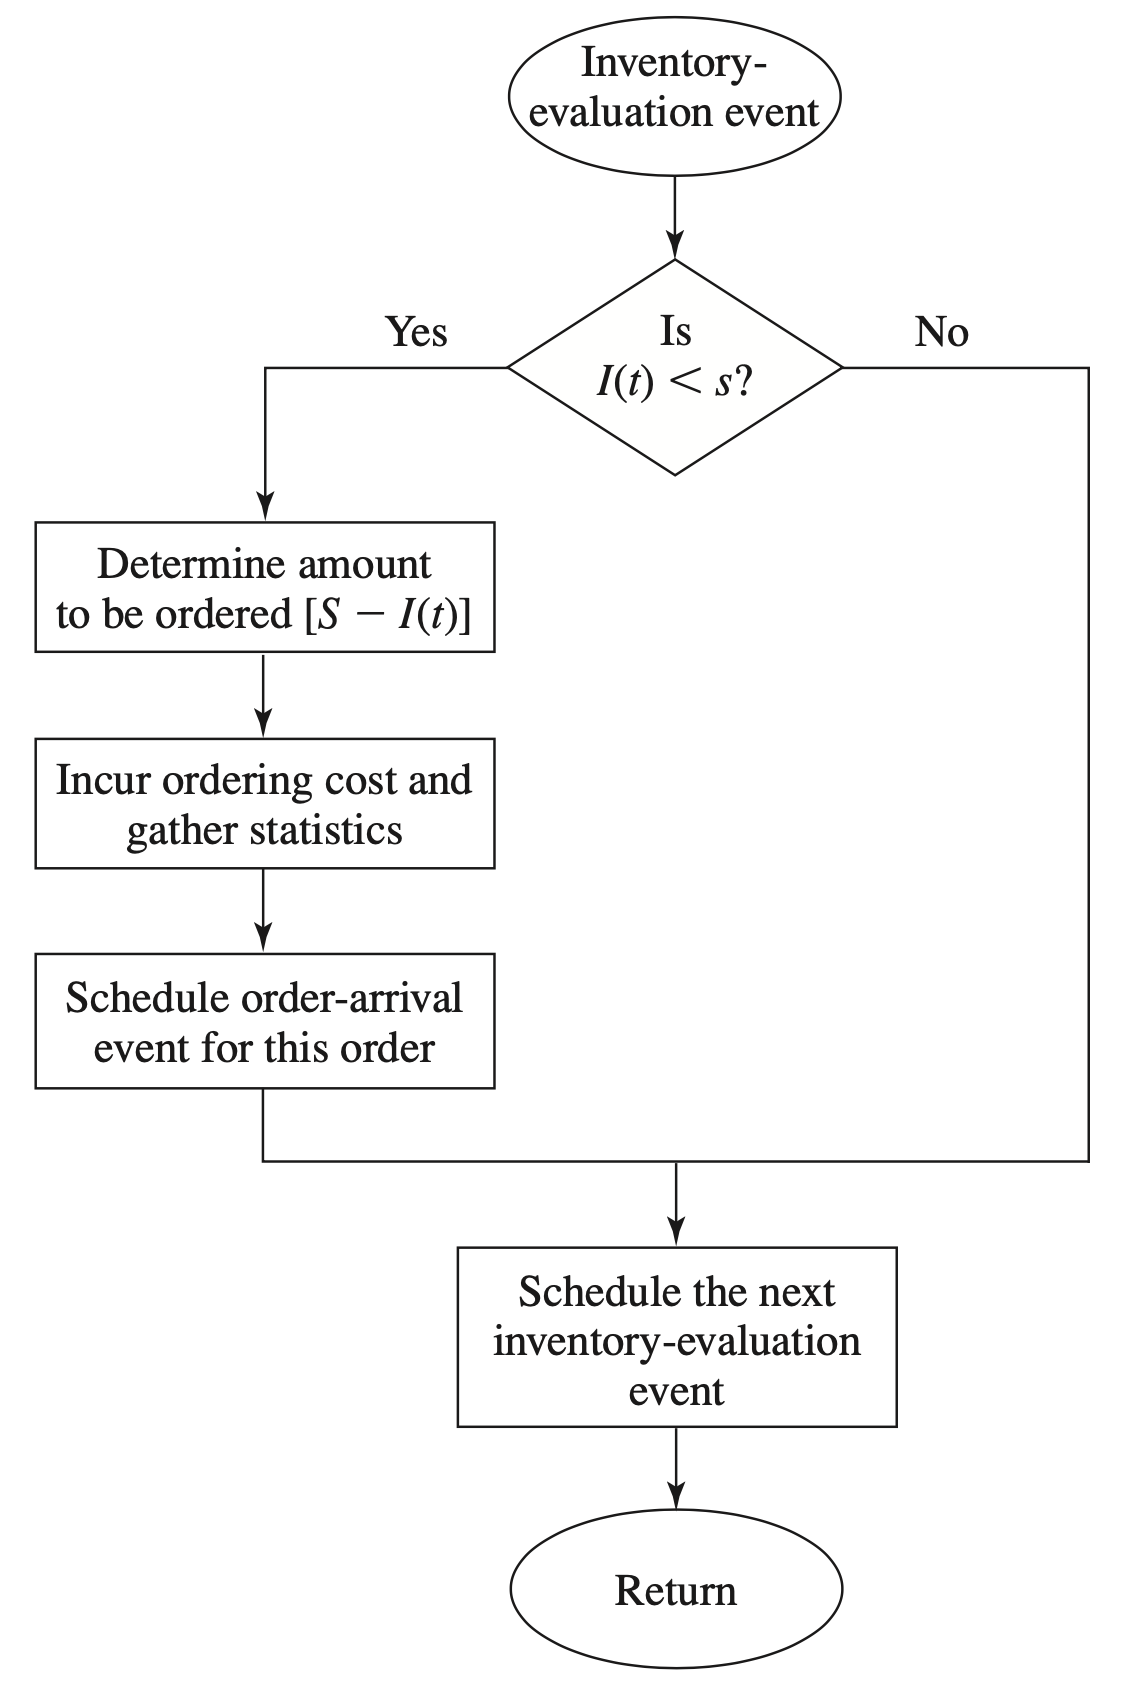 Inventory-
evaluation event
Is
I(t) < s?
Yes
No
Determine amount
to be ordered [S − I(t)]
Incur ordering cost and
gather statistics
Schedule order-arrival
event for this order
Schedule the next
inventory-evaluation
event
Return